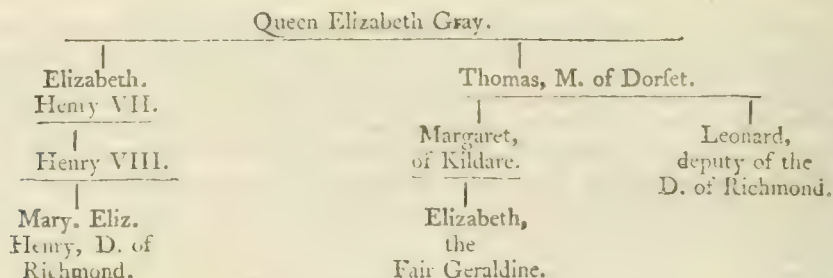 Queen Elizabeth Gray.
Elizabeth. Thomas, M. of Dorſet.
Henry VII.
Margaret, Leonard,
Henry VIII. of Kildare. deputy of the
D. of Richmond.
Mary. Eliz. Elizabeth,
Henry, D. of the
Richmond. Fair Geraldine.